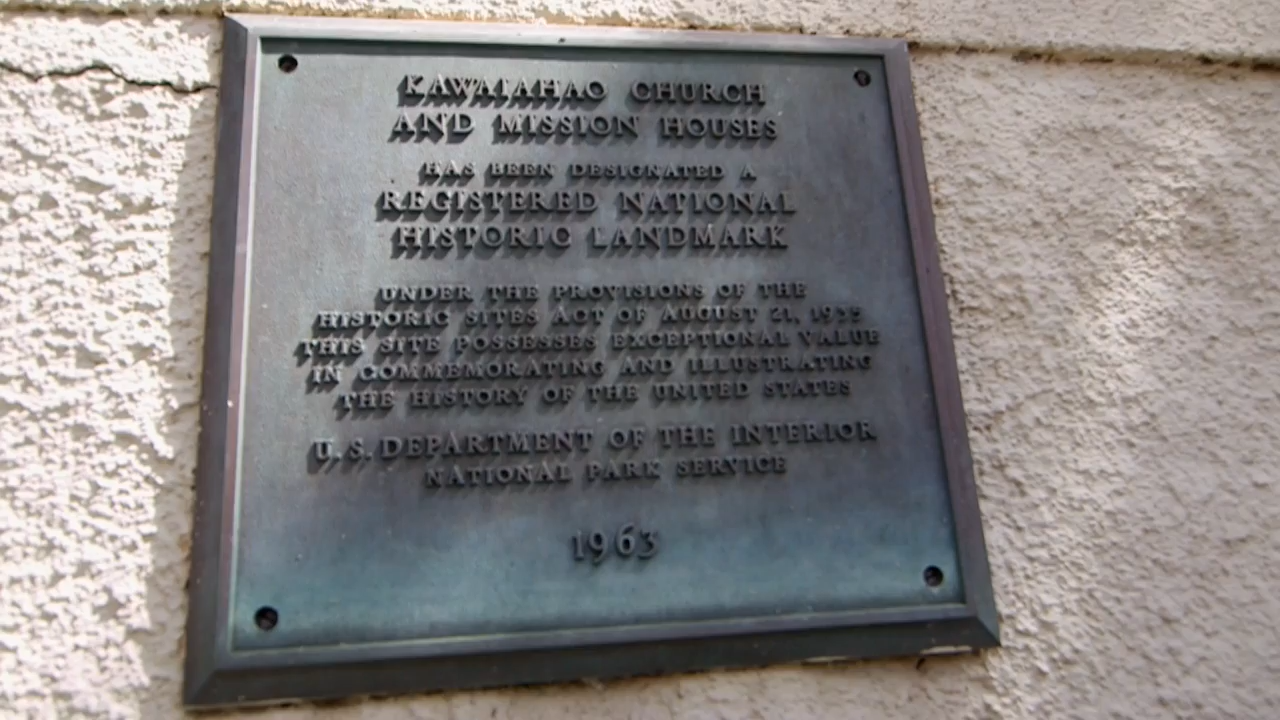 KAWAIAHAO CHURCH
AND MISSION HOUSES
HAS BEEN DESIGNATED A
REGISTERED NATIONAL
HISTORIC LANDMARK
UNDER THE PROVISIONS OF THE
HISTORIC SITES ACT OF AUGUST 21, 1935
THIS SITE POSSESSES EXCEPTIONAL VALUE
IN COMMEMORATING AND ILLUSTRATING
THE HISTORY OF THE UNITED STATES
U.S. DEPARTMENT OF THE INTERIOR
NATIONAL PARK SERVICE
1963